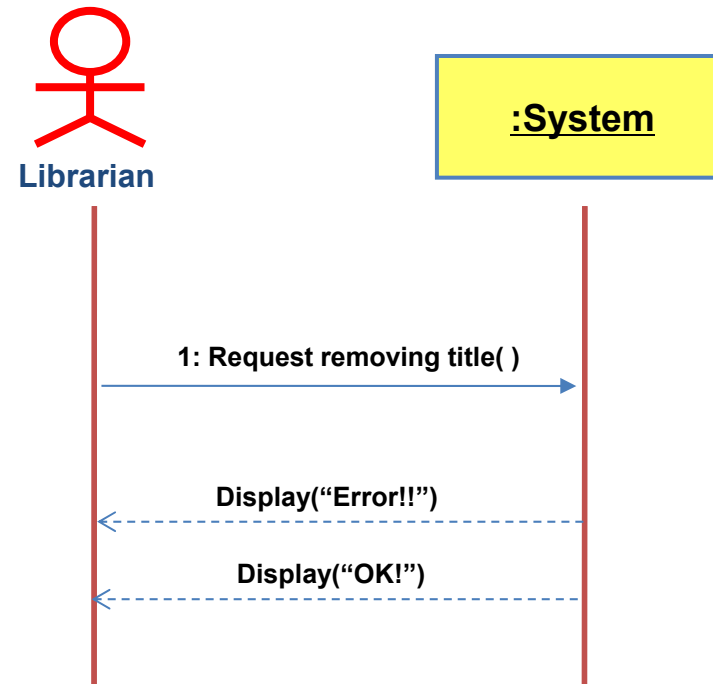 :System
Librarian
1: Request removing title( )
Display(“Error!!”)
Display(“OK!”)